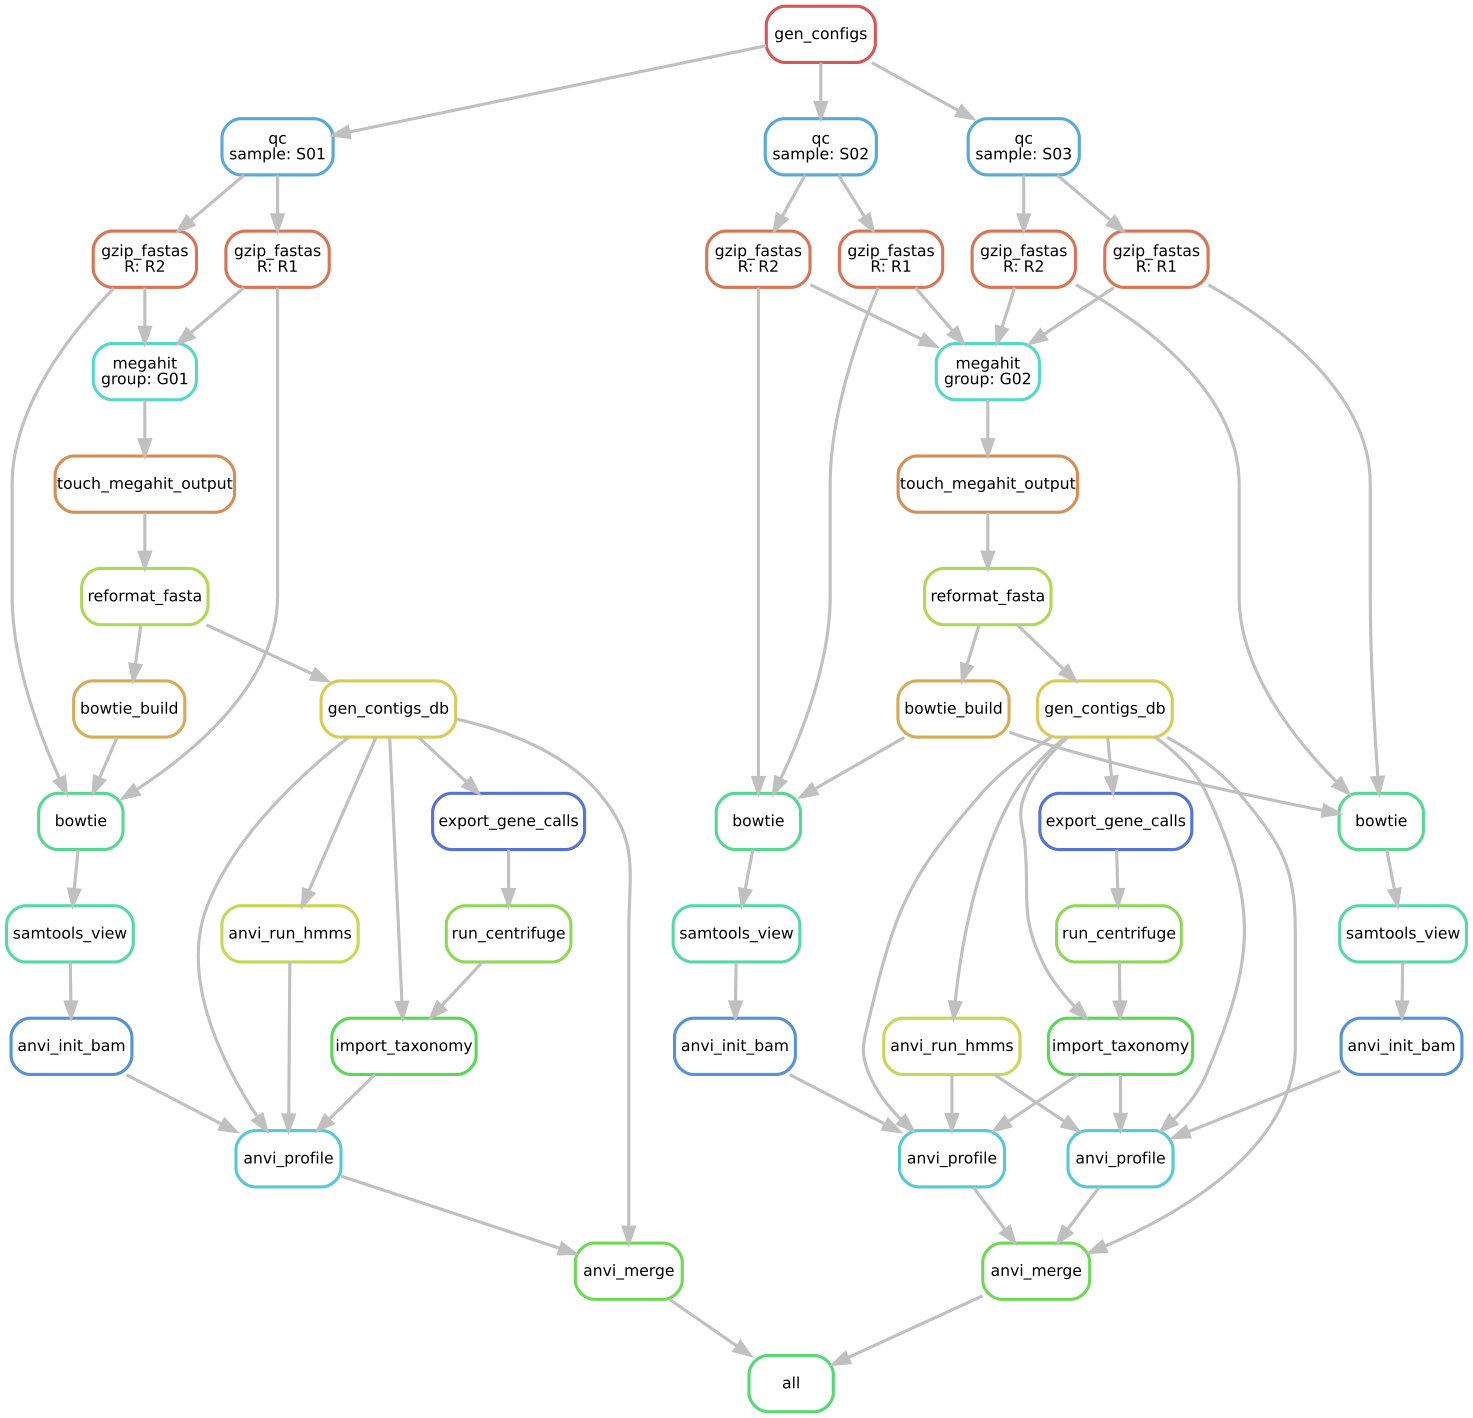 gen_configs
qc
sample: S01
qc
sample: S02
qc
sample: S03
gzip_fastas
R: R2
gzip_fastas
R: R1
gzip_fastas
R: R2
gzip_fastas
R: R1
gzip_fastas
R: R2
gzip_fastas
R: R1
megahit
group: G01
megahit
group: G02
touch_megahit_output
touch_megahit_output
reformat_fasta
reformat_fasta
bowtie_build
gen_contigs_db
bowtie_build
gen_contigs_db
bowtie
export_gene_calls
bowtie
export_gene_calls
bowtie
samtools_view
anvi_run_hmms
run_centrifuge
samtools_view
run_centrifuge
samtools_view
anvi_init_bam
import_taxonomy
anvi_init_bam
anvi_run_hmms
import_taxonomy
anvi_init_bam
anvi_profile
anvi_profile
anvi_profile
anvi_merge
anvi_merge
all